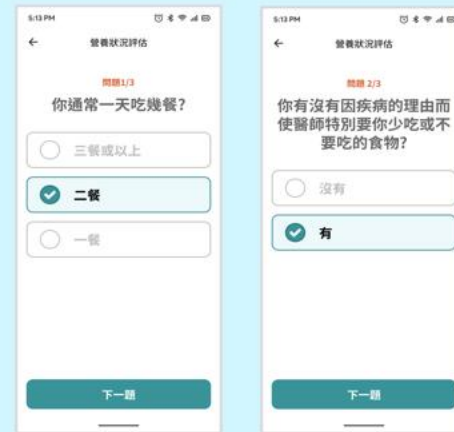 5:13 PM
營養狀況評估
問題1/3
你通常一天吃幾餐?
三餐或以上
二餐
一餐
下一題
5:13 PM
營養狀況評估
問題 2/3
你有沒有因疾病的理由而
使醫師特別要你少吃或不
要吃的食物?
沒有
有
下一題